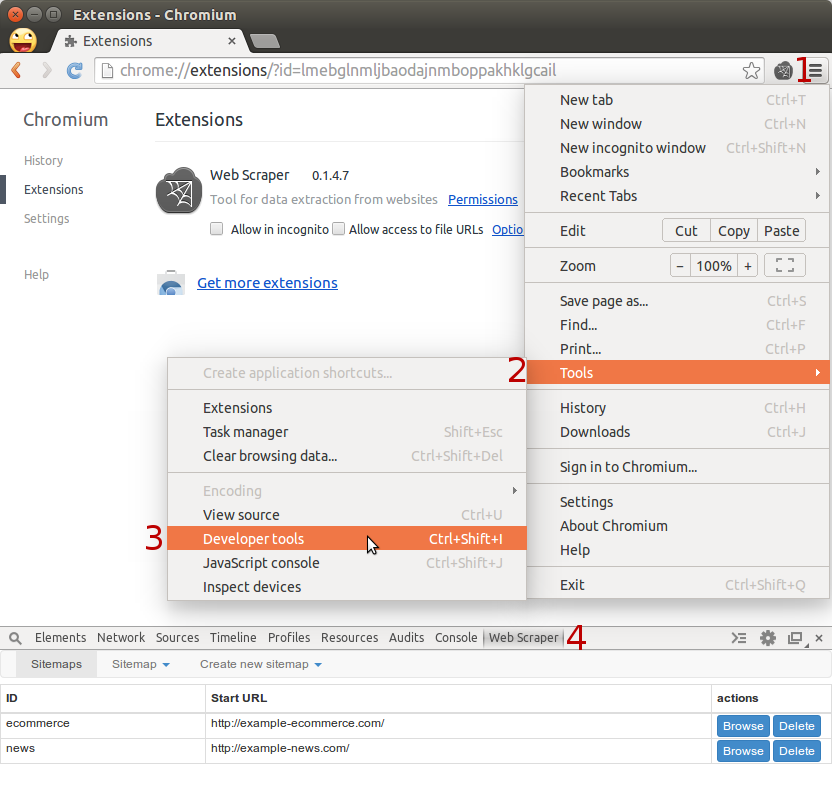 Extensions - Chromium
Extensions ×
chrome://extensions/?id=lmebglnmljbaodajnmboppakhklgcail
1
Chromium
History
Extensions
Settings
Help
Extensions
Web Scraper 0.1.4.7
Tool for data extraction from websites Permissions
Allow in incognito Allow access to file URLs Optio
Get more extensions
New tab Ctrl+T
New window Ctrl+N
New incognito window Ctrl+Shift+N
Bookmarks
Recent Tabs
Edit Cut Copy Paste
Zoom − 100% +
Save page as... Ctrl+S
Find... Ctrl+F
Print... Ctrl+P
2 Tools
History Ctrl+H
Downloads Ctrl+J
Sign in to Chromium...
Settings
About Chromium
Help
Exit Ctrl+Shift+Q
Create application shortcuts...
Extensions
Task manager Shift+Esc
Clear browsing data... Ctrl+Shift+Del
Encoding
View source Ctrl+U
3 Developer tools Ctrl+Shift+I
JavaScript console Ctrl+Shift+J
Inspect devices
Elements Network Sources Timeline Profiles Resources Audits Console Web Scraper 4
Sitemaps Sitemap Create new sitemap
ID Start URL actions
ecommerce http://example-ecommerce.com/ Browse Delete
news http://example-news.com/ Browse Delete